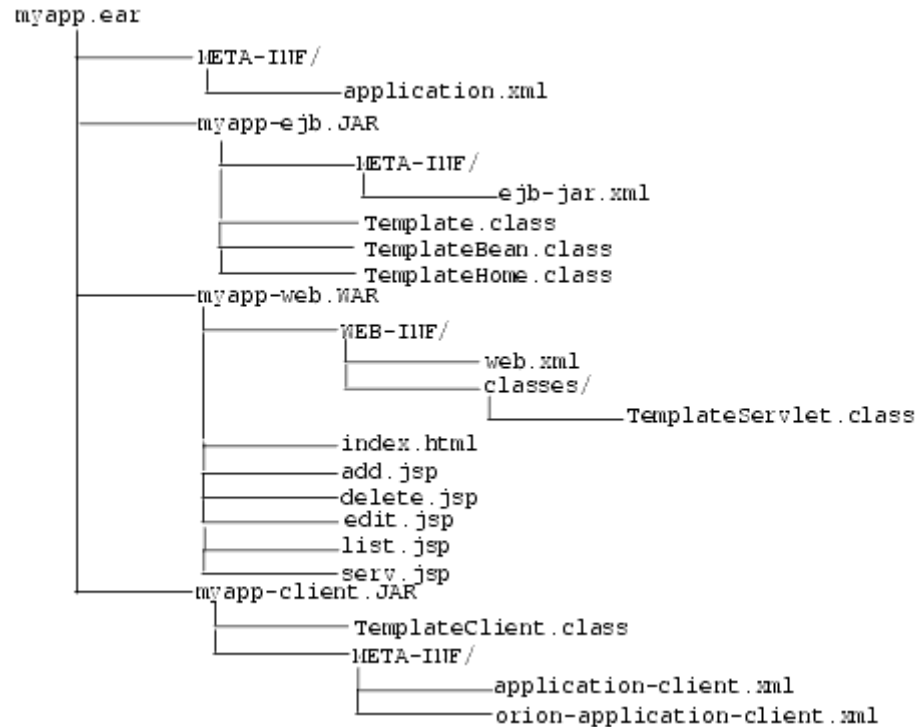 myapp.ear
META-INF/
application.xml
myapp-ejb.JAR
META-INF/
ejb-jar.xml
Template.class
TemplateBean.class
TemplateHome.class
myapp-web.WAR
WEB-INF/
web.xml
classes/
TemplateServlet.class
index.html
add.jsp
delete.jsp
edit.jsp
list.jsp
serv.jsp
myapp-client.JAR
TemplateClient.class
META-INF/
application-client.xml
orion-application-client.xml